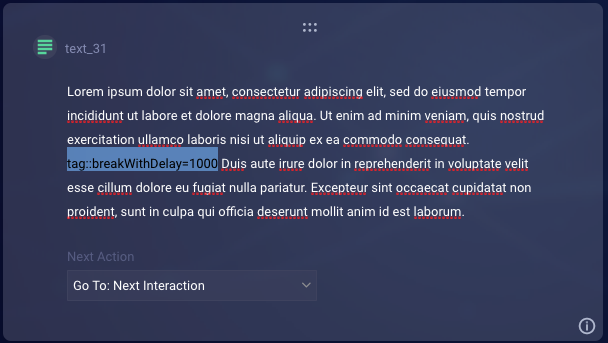 text_31
Lorem ipsum dolor sit amet, consectetur adipiscing elit, sed do eiusmod tempor
incididunt ut labore et dolore magna aliqua. Ut enim ad minim veniam, quis nostrud
exercitation ullamco laboris nisi ut aliquip ex ea commodo consequat.
tag::breakWithDelay=1000 Duis aute irure dolor in reprehenderit in voluptate velit
esse cillum dolore eu fugiat nulla pariatur. Excepteur sint occaecat cupidatat non
proident, sunt in culpa qui officia deserunt mollit anim id est laborum.
Next Action
Go To: Next Interaction